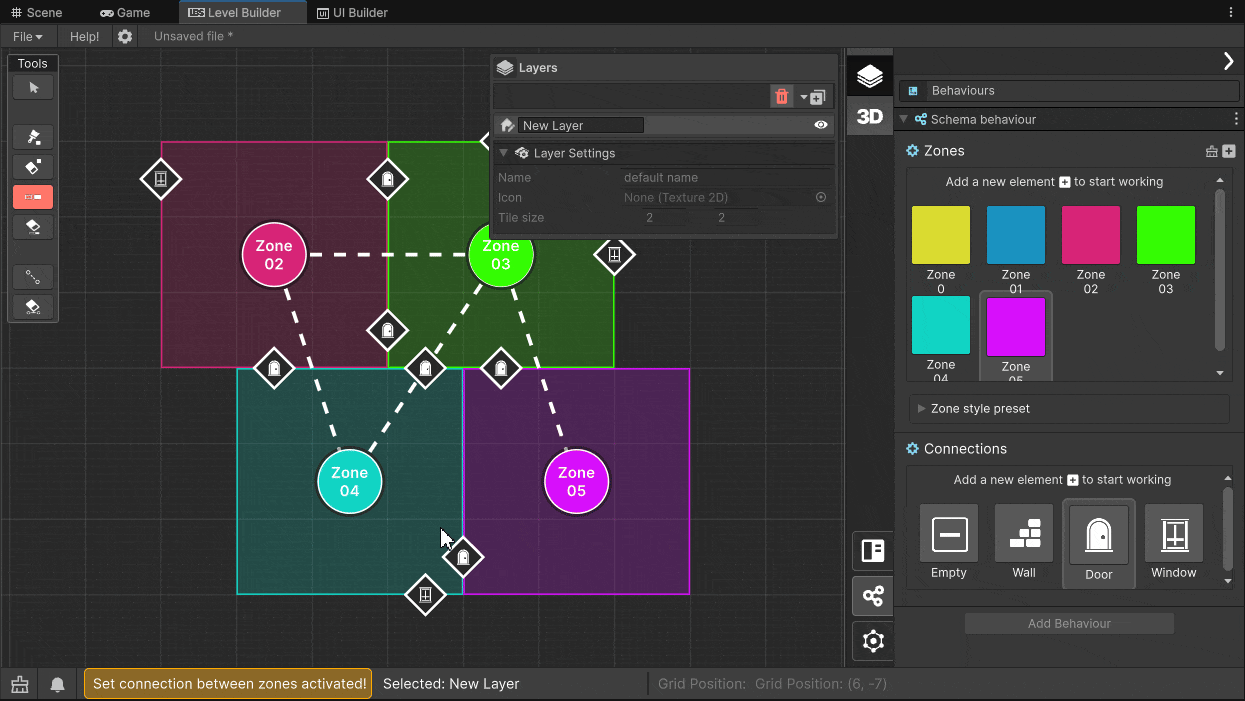 Scene
Game
Level Builder
UI Builder
File
Help!
Unsaved file *
Tools
Layers
New Layer
Layer Settings
Name
default name
Icon
None (Texture 2D)
Tile size
2
2
Zone
02
Zone
03
Zone
04
Zone
05
3D
Behaviours
Schema behaviour
Zones
Add a new element + to start working
Zone
0
Zone
01
Zone
02
Zone
03
Zone
04
Zone
05
Zone style preset
Connections
Add a new element + to start working
Empty
Wall
Door
Window
Add Behaviour
Set connection between zones activated!
Selected: New Layer
Grid Position: Grid Position: (6, -7)